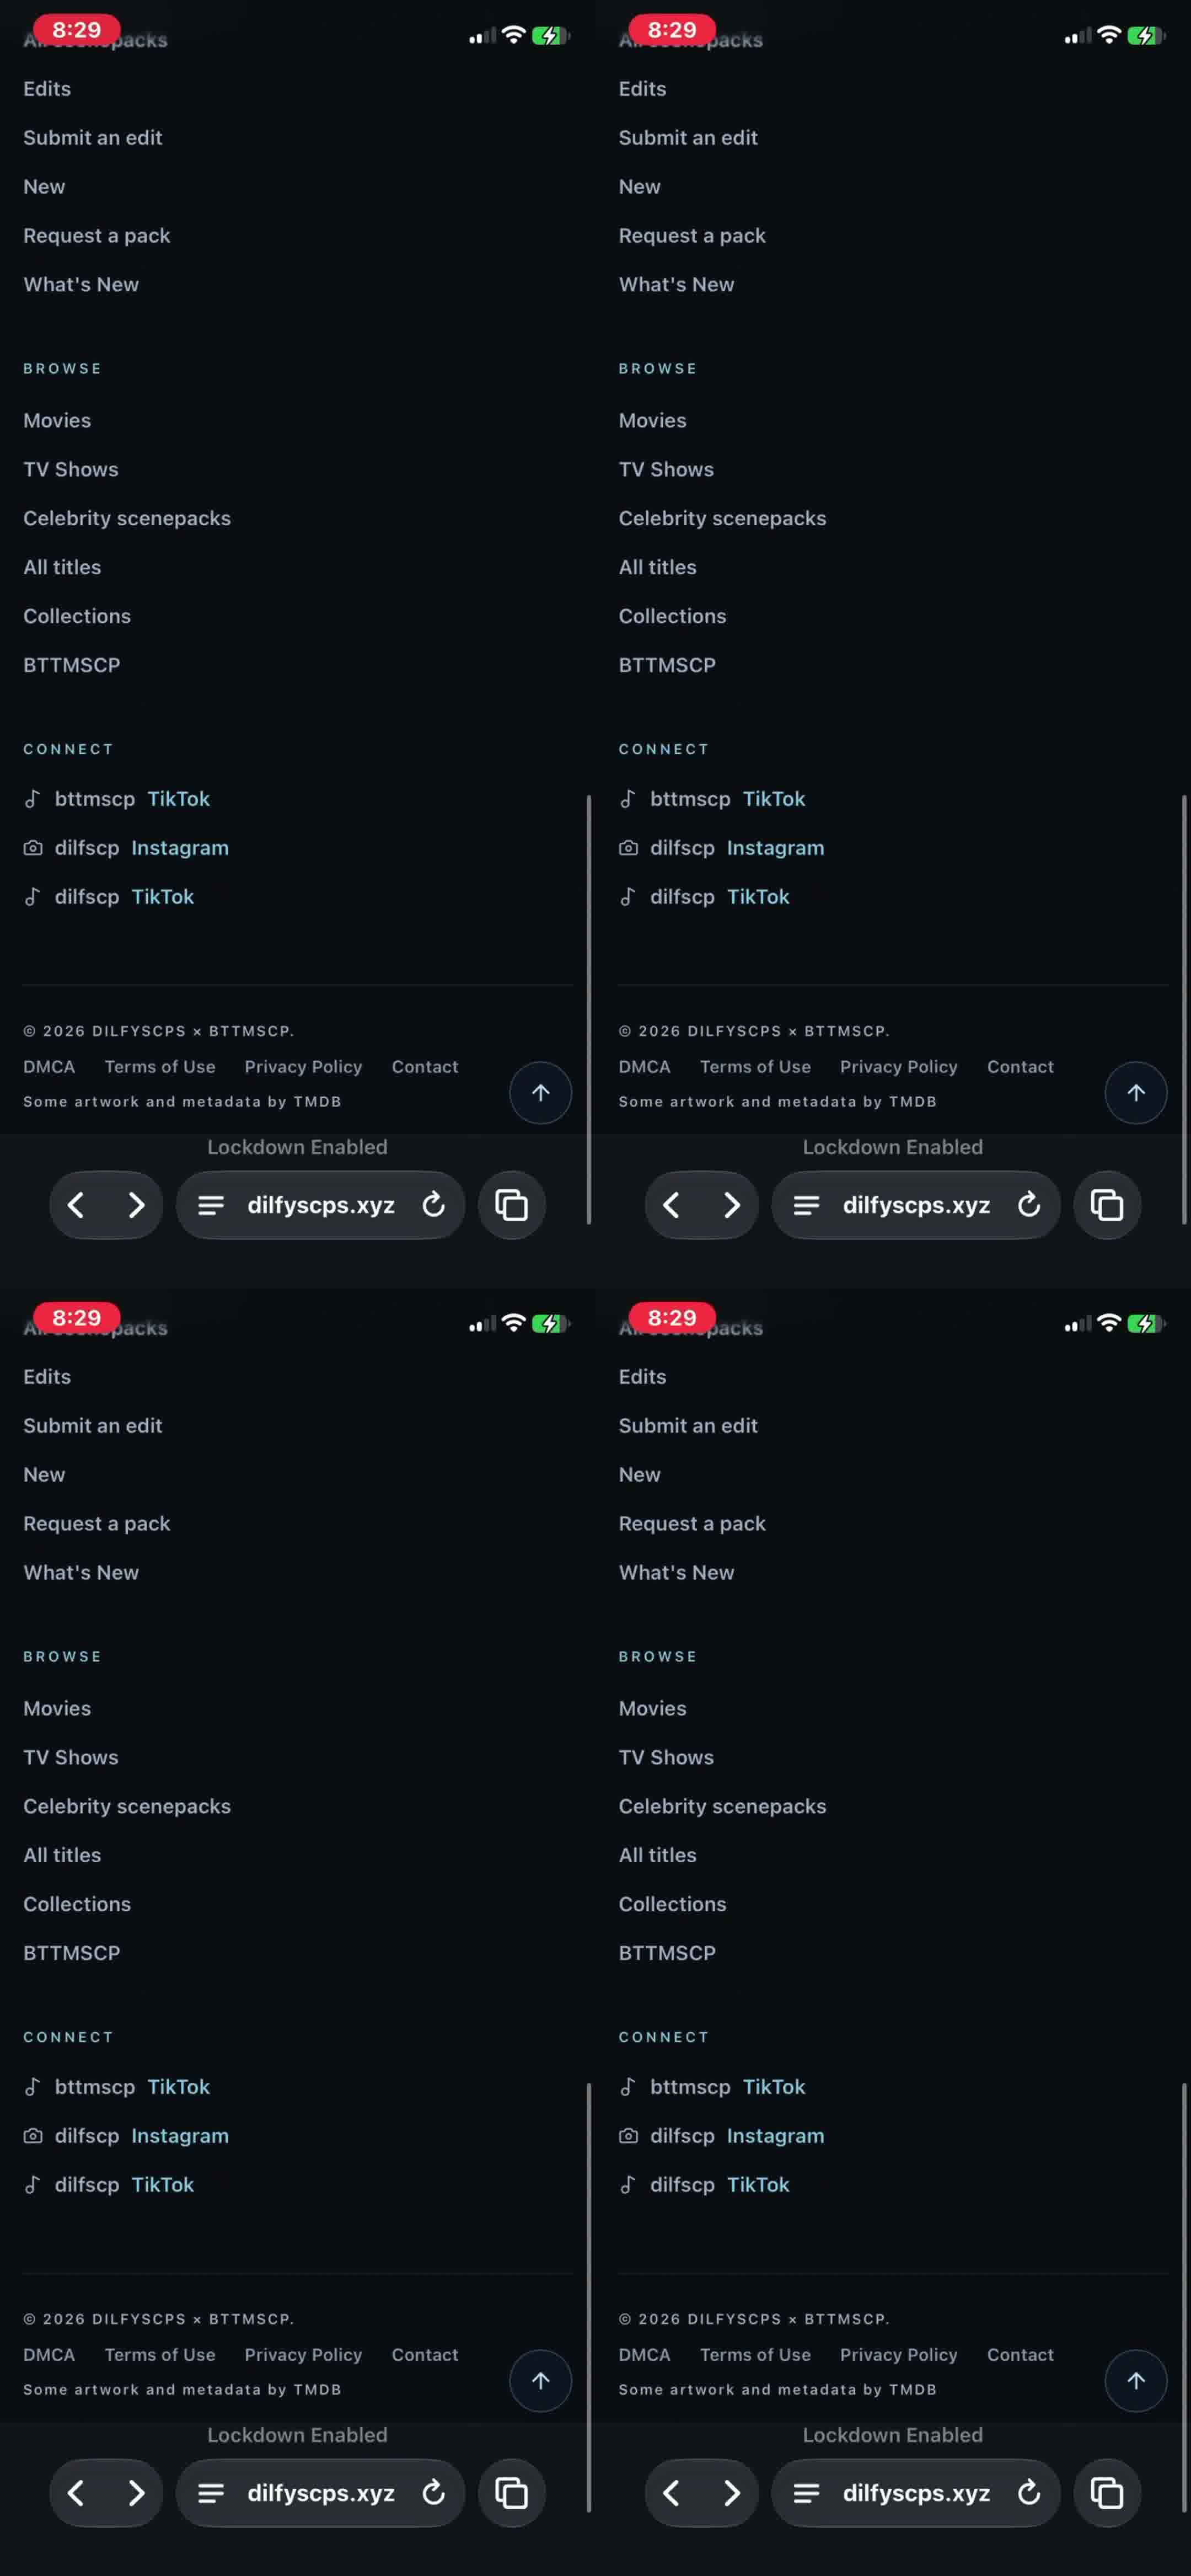 8:29
packs
Edits
Submit an edit
New
Request a pack
What's New
BROWSE
Movies
TV Shows
Celebrity scenepacks
All titles
Collections
BTTMSCP
CONNECT
bttmscp TikTok
dilfscp Instagram
dilfscp TikTok
© 2026 DILFYSCPS × BTTMSCP.
DMCA Terms of Use Privacy Policy Contact
Some artwork and metadata by TMDB
Lockdown Enabled
dilfyscps.xyz
8:29
packs
Edits
Submit an edit
New
Request a pack
What's New
BROWSE
Movies
TV Shows
Celebrity scenepacks
All titles
Collections
BTTMSCP
CONNECT
bttmscp TikTok
dilfscp Instagram
dilfscp TikTok
© 2026 DILFYSCPS × BTTMSCP.
DMCA Terms of Use Privacy Policy Contact
Some artwork and metadata by TMDB
Lockdown Enabled
dilfyscps.xyz
8:29
packs
Edits
Submit an edit
New
Request a pack
What's New
BROWSE
Movies
TV Shows
Celebrity scenepacks
All titles
Collections
BTTMSCP
CONNECT
bttmscp TikTok
dilfscp Instagram
dilfscp TikTok
© 2026 DILFYSCPS × BTTMSCP.
DMCA Terms of Use Privacy Policy Contact
Some artwork and metadata by TMDB
Lockdown Enabled
dilfyscps.xyz
8:29
packs
Edits
Submit an edit
New
Request a pack
What's New
BROWSE
Movies
TV Shows
Celebrity scenepacks
All titles
Collections
BTTMSCP
CONNECT
bttmscp TikTok
dilfscp Instagram
dilfscp TikTok
© 2026 DILFYSCPS × BTTMSCP.
DMCA Terms of Use Privacy Policy Contact
Some artwork and metadata by TMDB
Lockdown Enabled
dilfyscps.xyz